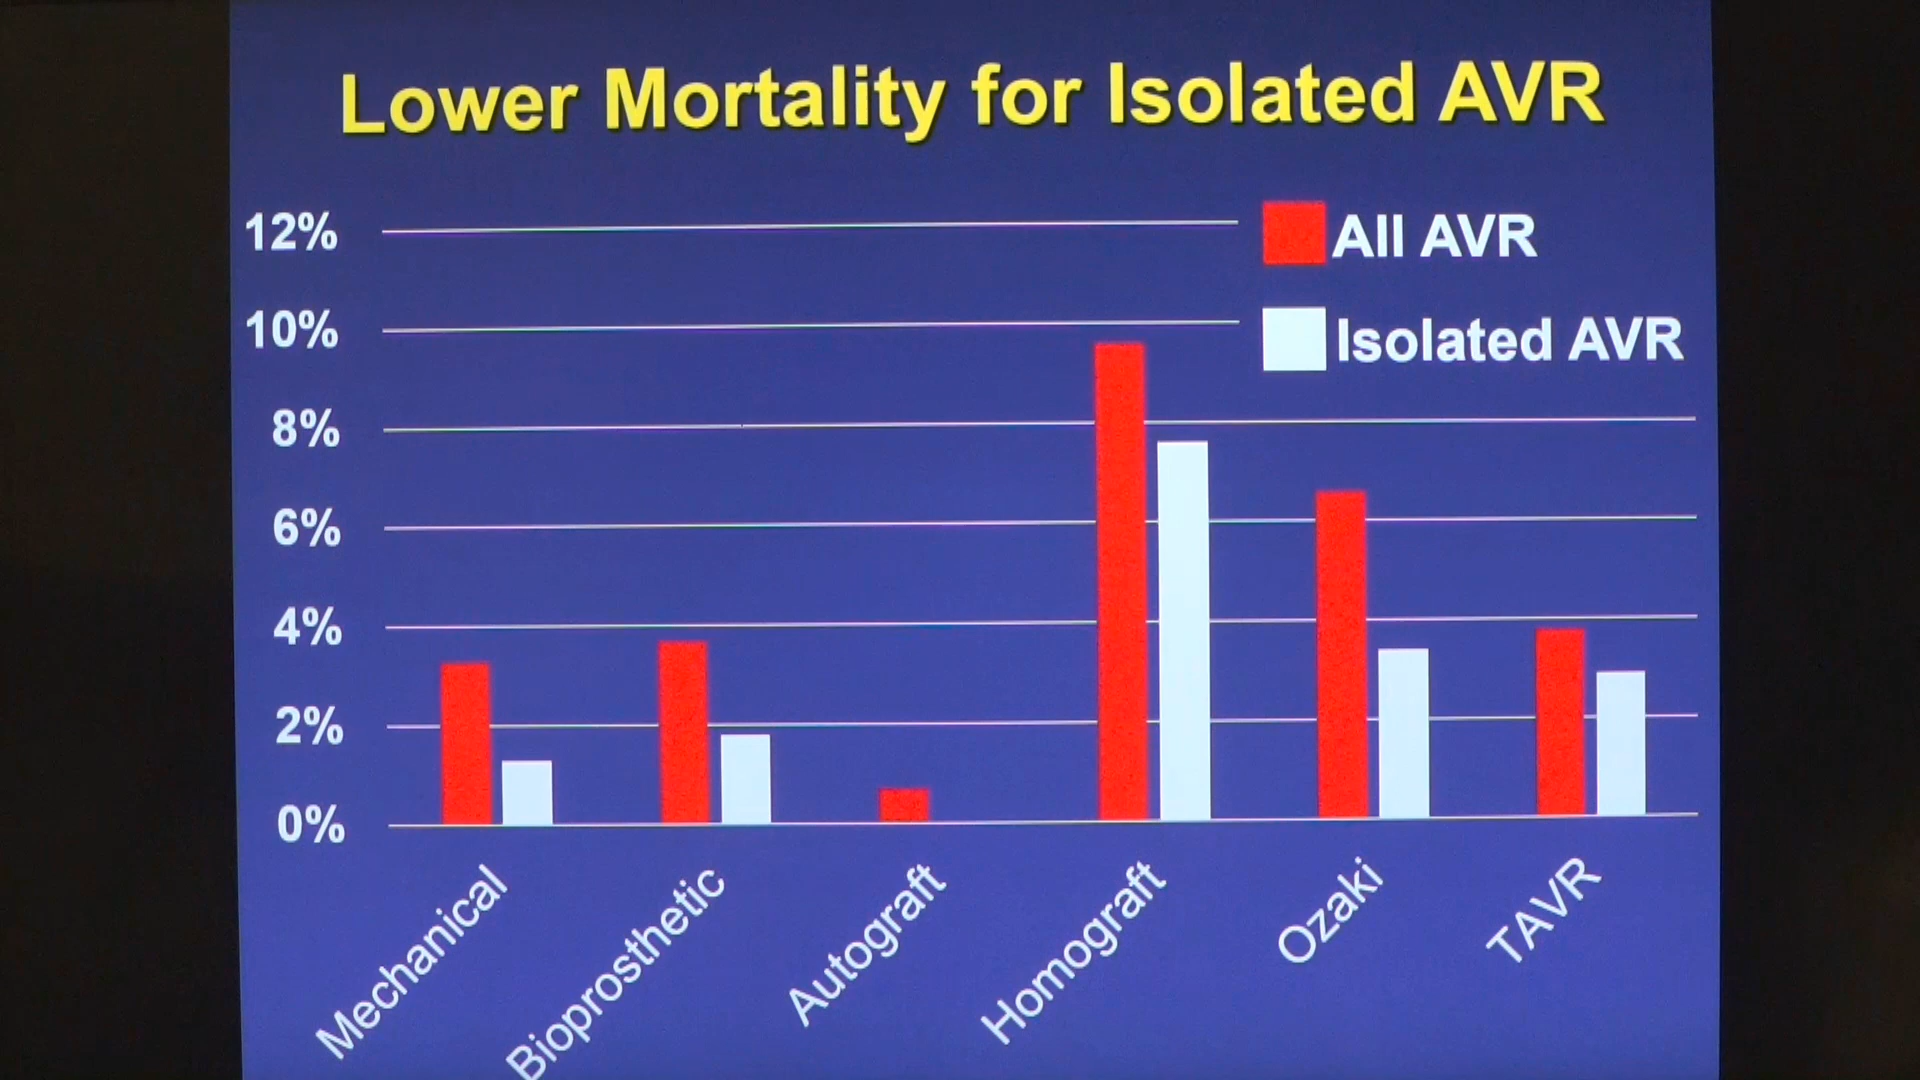 Lower Mortality for Isolated AVR
All AVR
Isolated AVR
12%
10%
8%
6%
4%
2%
0%
Mechanical
Bioprosthetic
Autograft
Homograft
Ozaki
TAVR